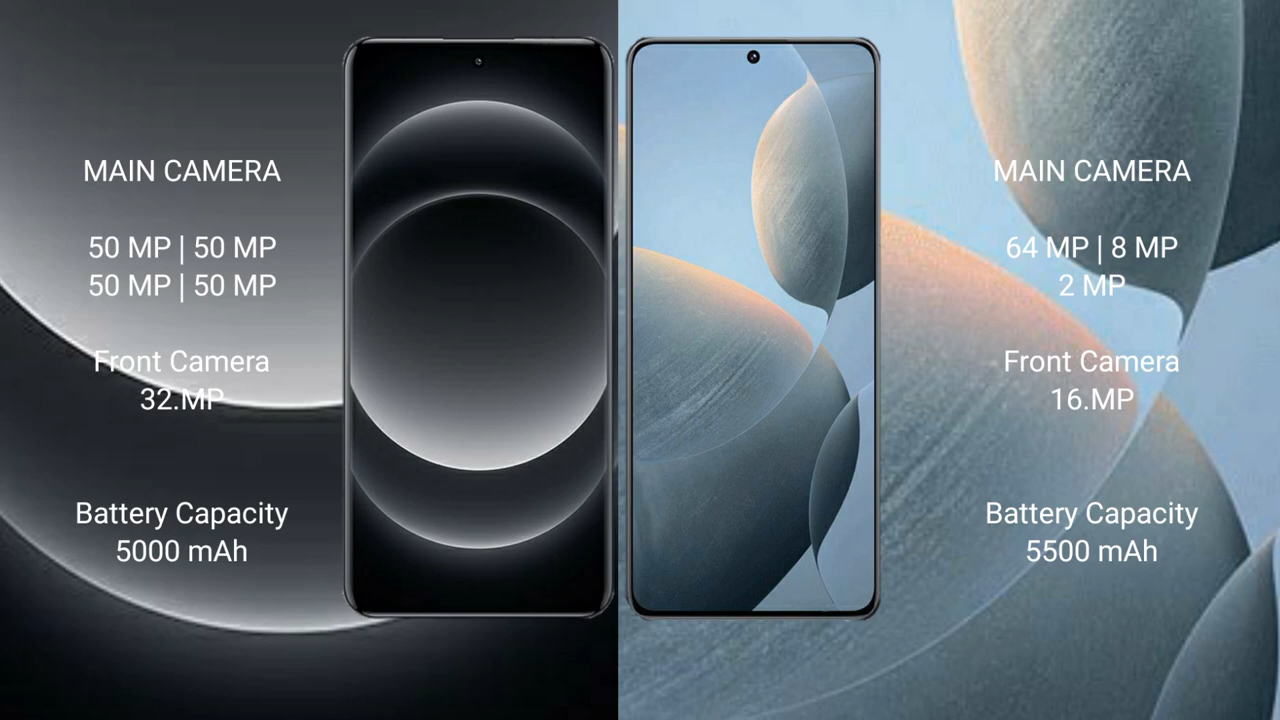 MAIN CAMERA
50 MP | 50 MP
50 MP | 50 MP
Front Camera
32.MP
Battery Capacity
5000 mAh
MAIN CAMERA
64 MP | 8 MP
2 MP
Front Camera
16.MP
Battery Capacity
5500 mAh